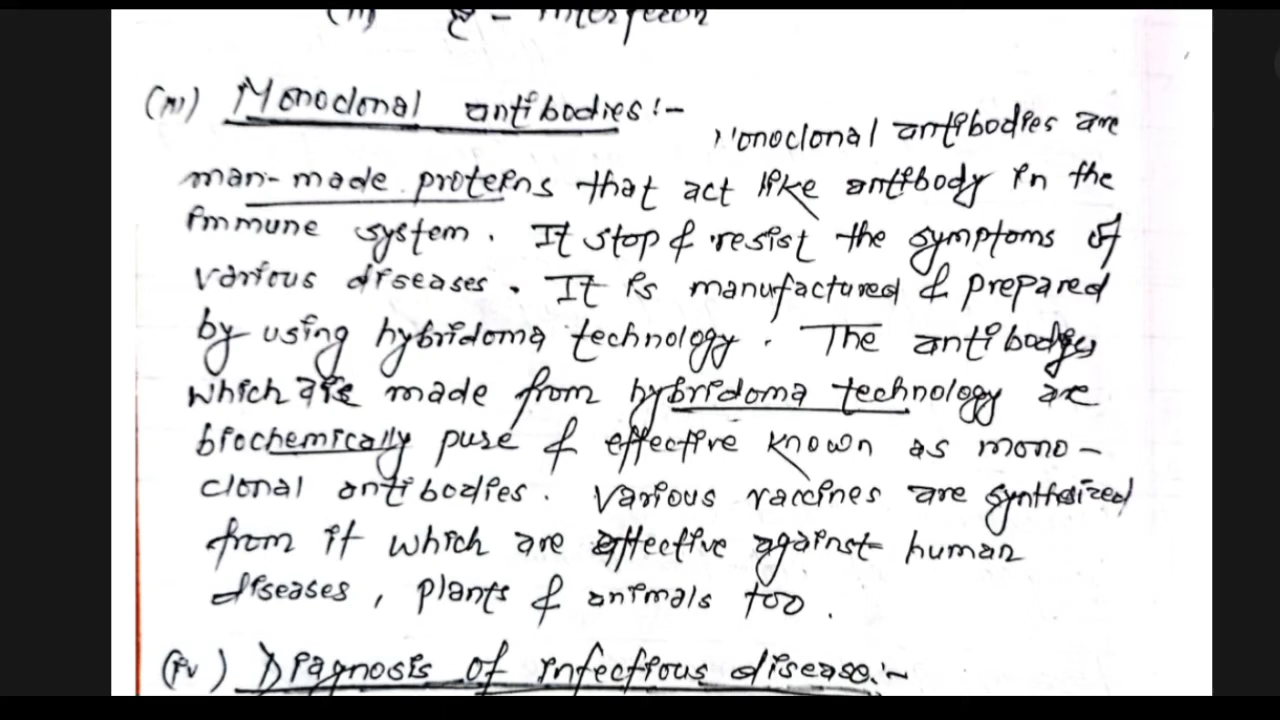 - Interferon
(iii) Monoclonal antibodies :-
Monoclonal antibodies are
man-made proteins that act like antibody in the
immune system. It stop & resist the symptoms of
various diseases. It is manufactured & prepared
by using hybridoma technology. The antibodies
which are made from hybridoma technology are
biochemically pure & effective known as mono-
clonal antibodies. Various vaccines are synthesized
from it which are effective against human
diseases, plants & animals too.
(iv) Diagnosis of infectious disease :-